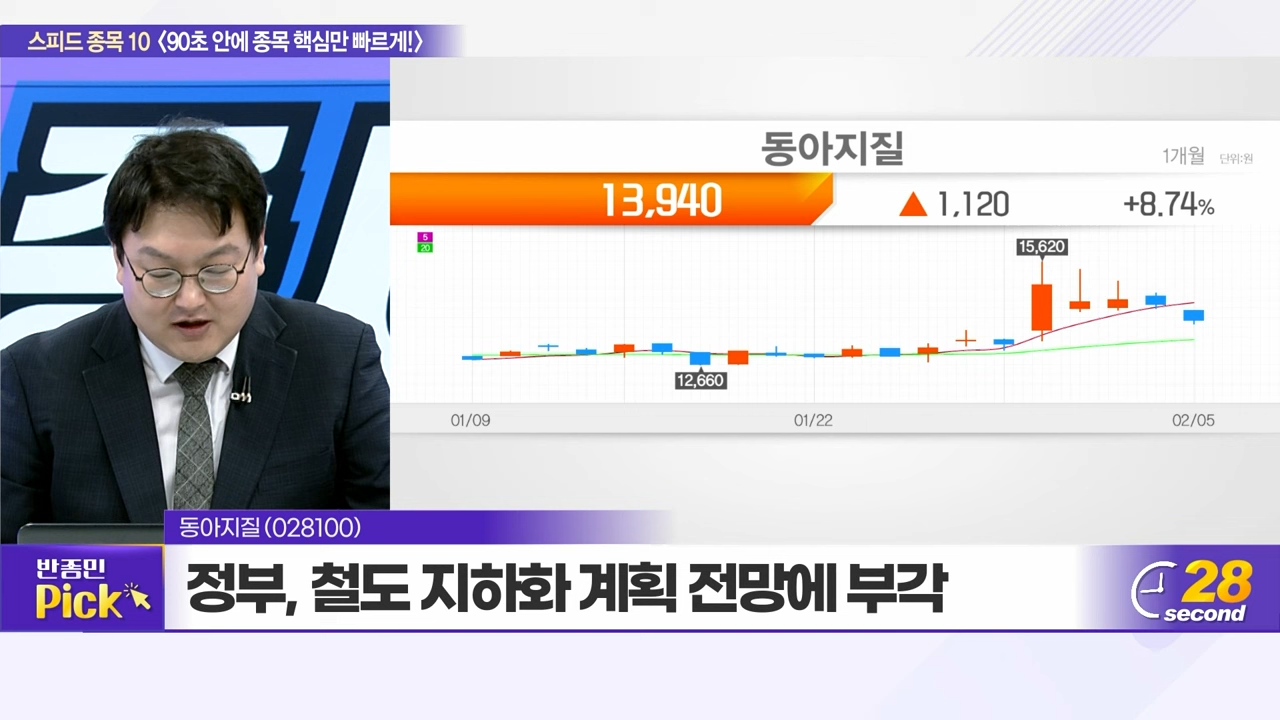 스피드 종목 10 〈90초 안에 종목 핵심만 빠르게!〉
동아지질
1개월 단위:원
13,940 ▲ 1,120 +8.74%
5
20
15,620
12,660
01/09 01/22 02/05
동아지질(028100)
반종민
Pick
정부, 철도 지하화 계획 전망에 부각
28
second